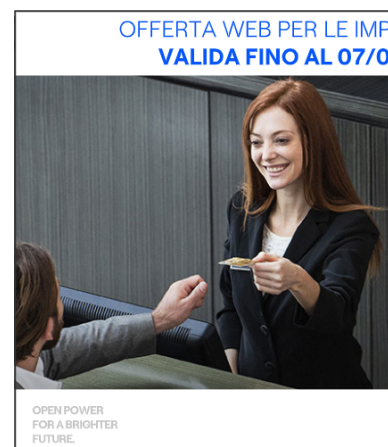 OFFERTA WEB PER LE IMP
VALIDA FINO AL 07/0
OPEN POWER
FOR A BRIGHTER
FUTURE.